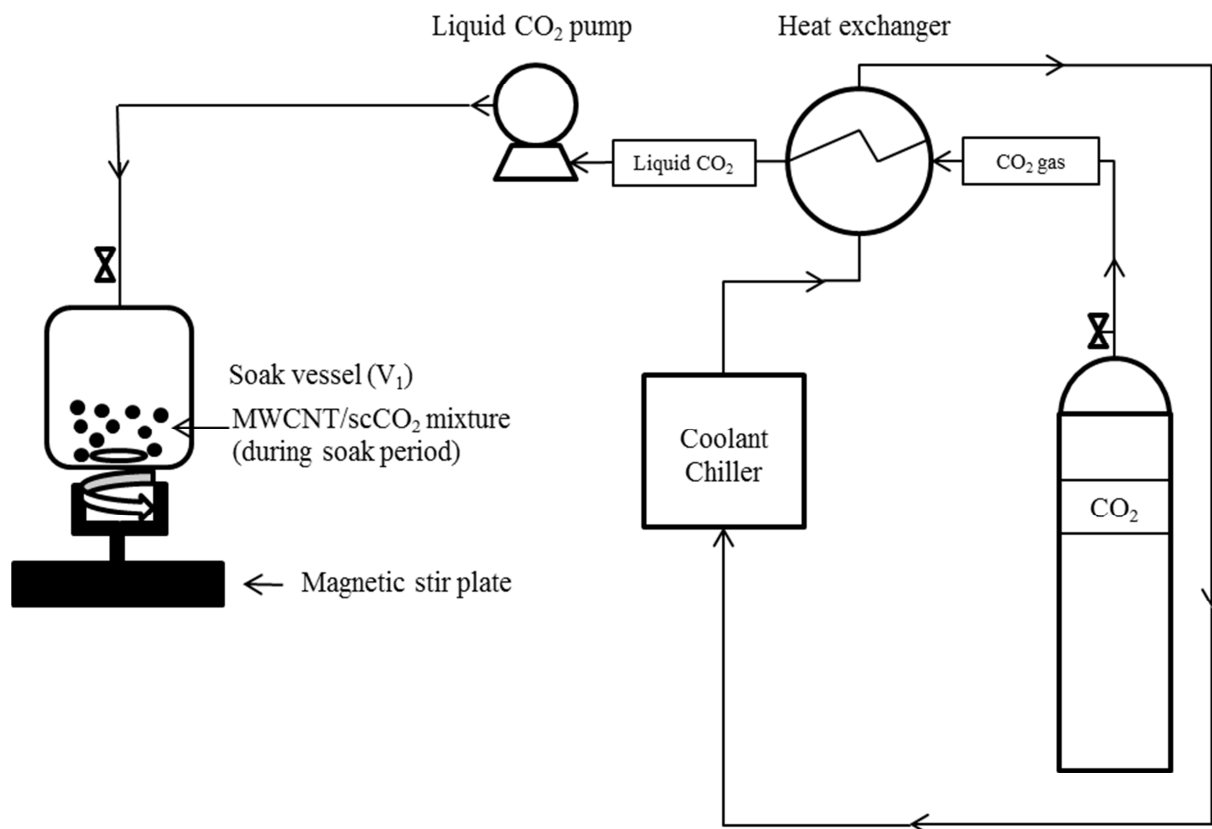 Liquid CO₂ pump
Heat exchanger
Liquid CO₂
CO₂ gas
Soak vessel (V₁)
MWCNT/scCO₂ mixture
(during soak period)
Coolant
Chiller
CO₂
Magnetic stir plate